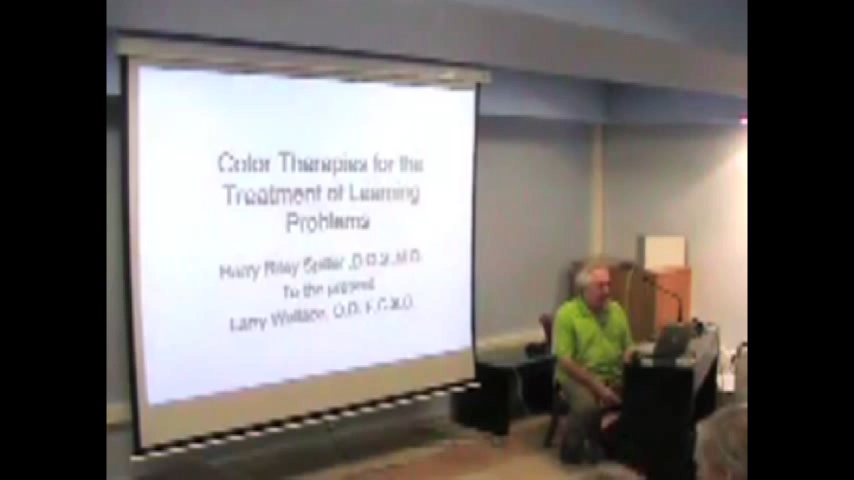 Color Therapies for the
Treatment of Learning
Problems
Harry Riley Spitler
To the present
Larry Wallace, O.D.